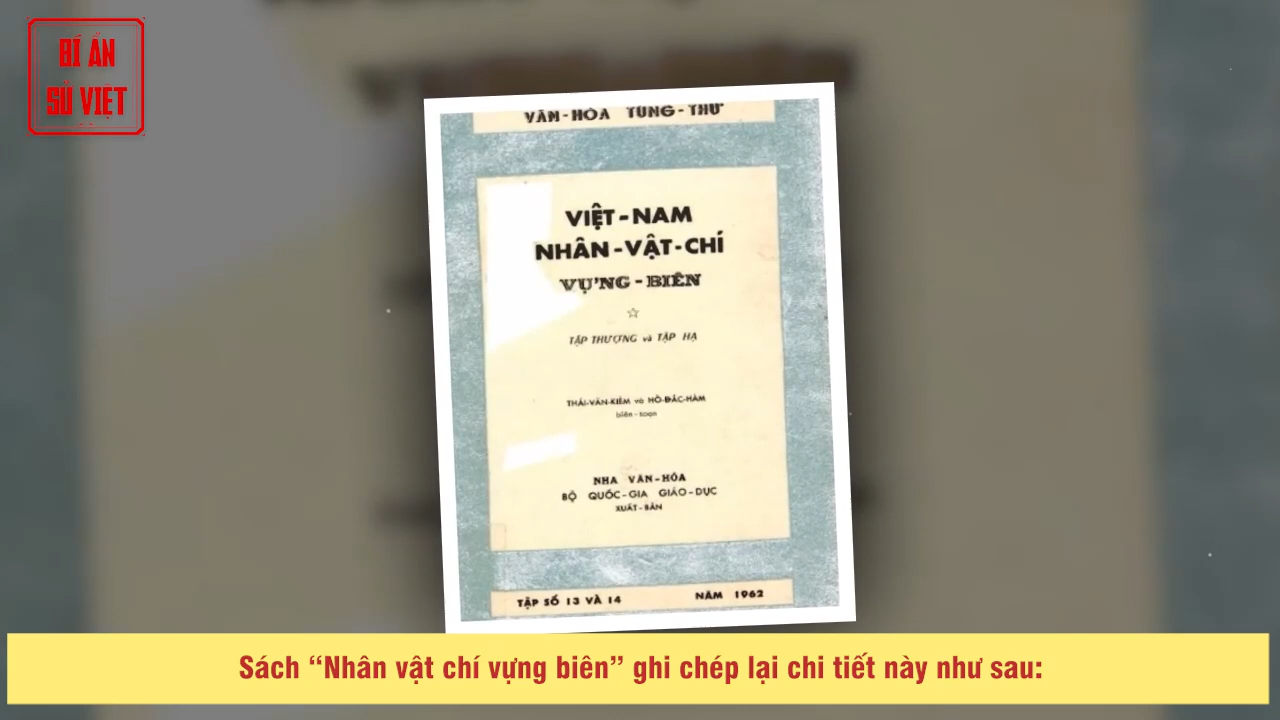 BÍ ẨN
SỬ VIỆT
VĂN-HÓA TÙNG-THƯ
VIỆT-NAM
NHÂN-VẬT-CHÍ
VỰNG-BIÊN
TẬP THƯỢNG và TẬP HẠ
THÁI-VĂN-KIỂM và HỒ-ĐẮC-HÀM
biên-soạn
NHA VĂN-HÓA
BỘ QUỐC-GIA GIÁO-DỤC
XUẤT-BẢN
TẬP SỐ 13 VÀ 14 NĂM 1962
Sách “Nhân vật chí vựng biên” ghi chép lại chi tiết này như sau: